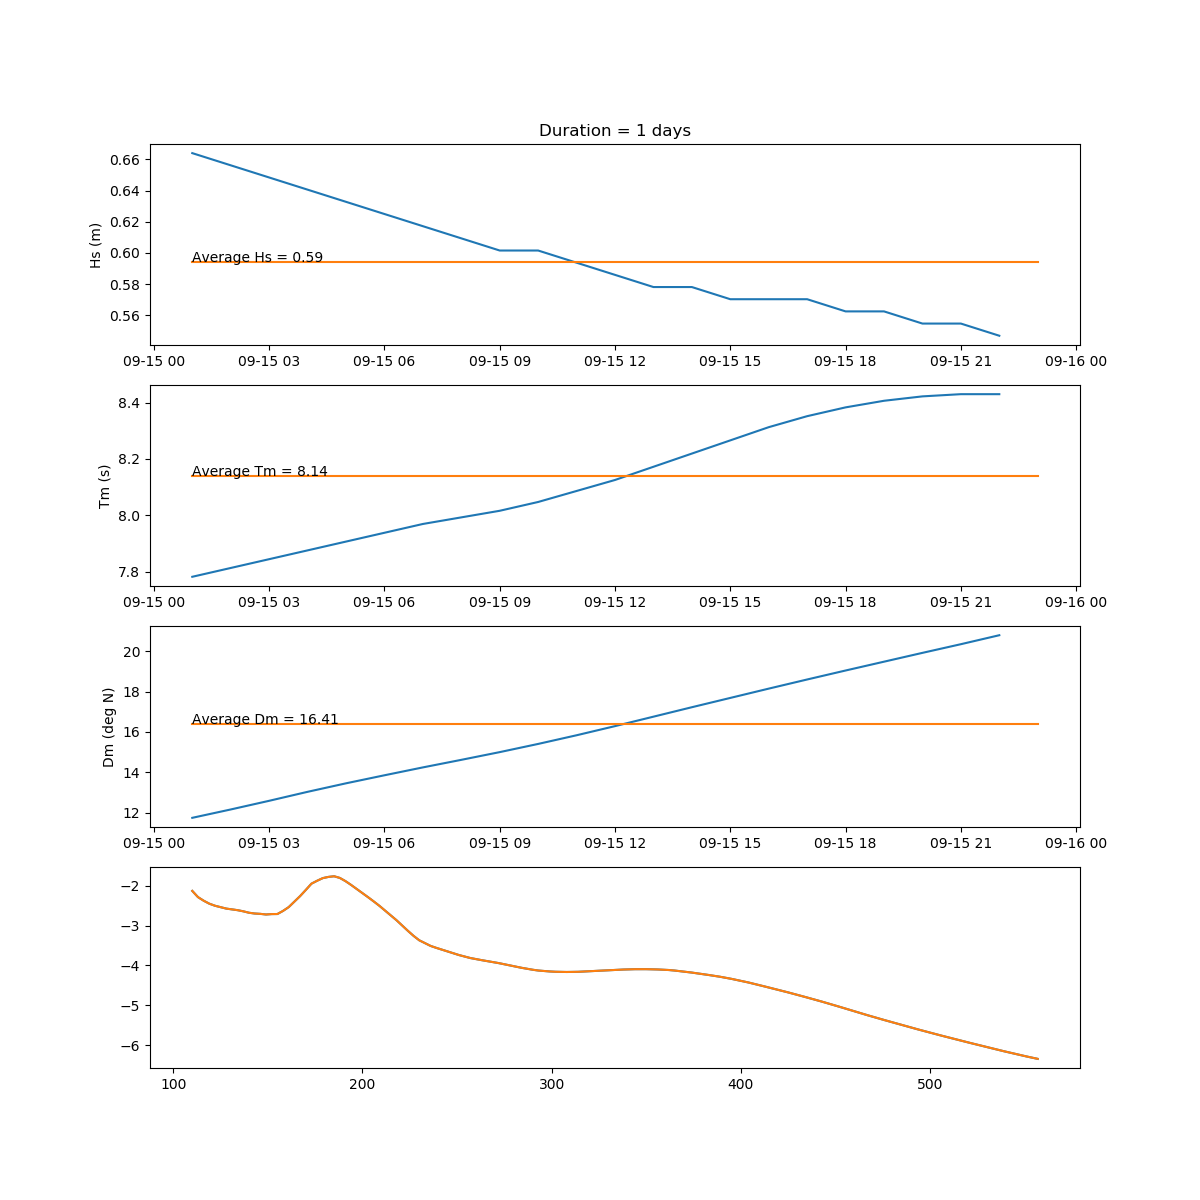 Duration = 1 days
Hs (m)
0.66
0.64
0.62
0.60
0.58
0.56
Average Hs = 0.59
09-15 00 09-15 03 09-15 06 09-15 09 09-15 12 09-15 15 09-15 18 09-15 21 09-16 00
Tm (s)
8.4
8.2
8.0
7.8
Average Tm = 8.14
09-15 00 09-15 03 09-15 06 09-15 09 09-15 12 09-15 15 09-15 18 09-15 21 09-16 00
Dm (deg N)
20
18
16
14
12
Average Dm = 16.41
09-15 00 09-15 03 09-15 06 09-15 09 09-15 12 09-15 15 09-15 18 09-15 21 09-16 00
−2
−3
−4
−5
−6
100 200 300 400 500